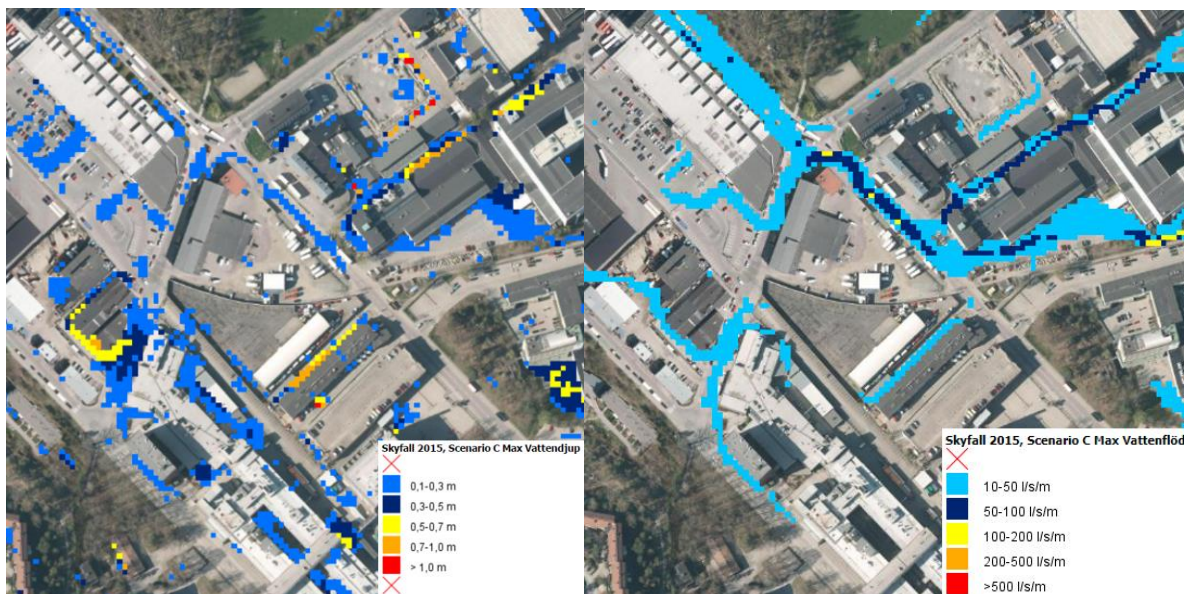 Skyfall 2015, Scenario C Max Vattendjup
0,1-0,3 m
0,3-0,5 m
0,5-0,7 m
0,7-1,0 m
> 1,0 m
Skyfall 2015, Scenario C Max Vattenflöd
10-50 l/s/m
50-100 l/s/m
100-200 l/s/m
200-500 l/s/m
>500 l/s/m